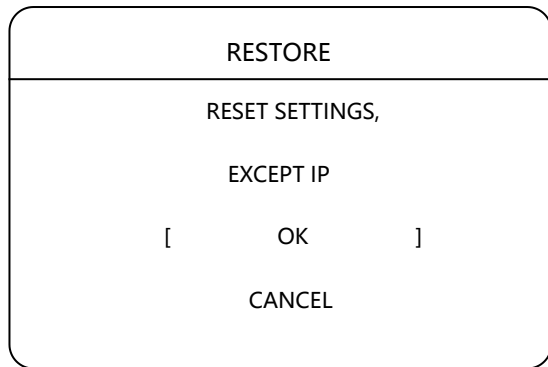 RESTORE
RESET SETTINGS,
EXCEPT IP
[ OK ]
CANCEL